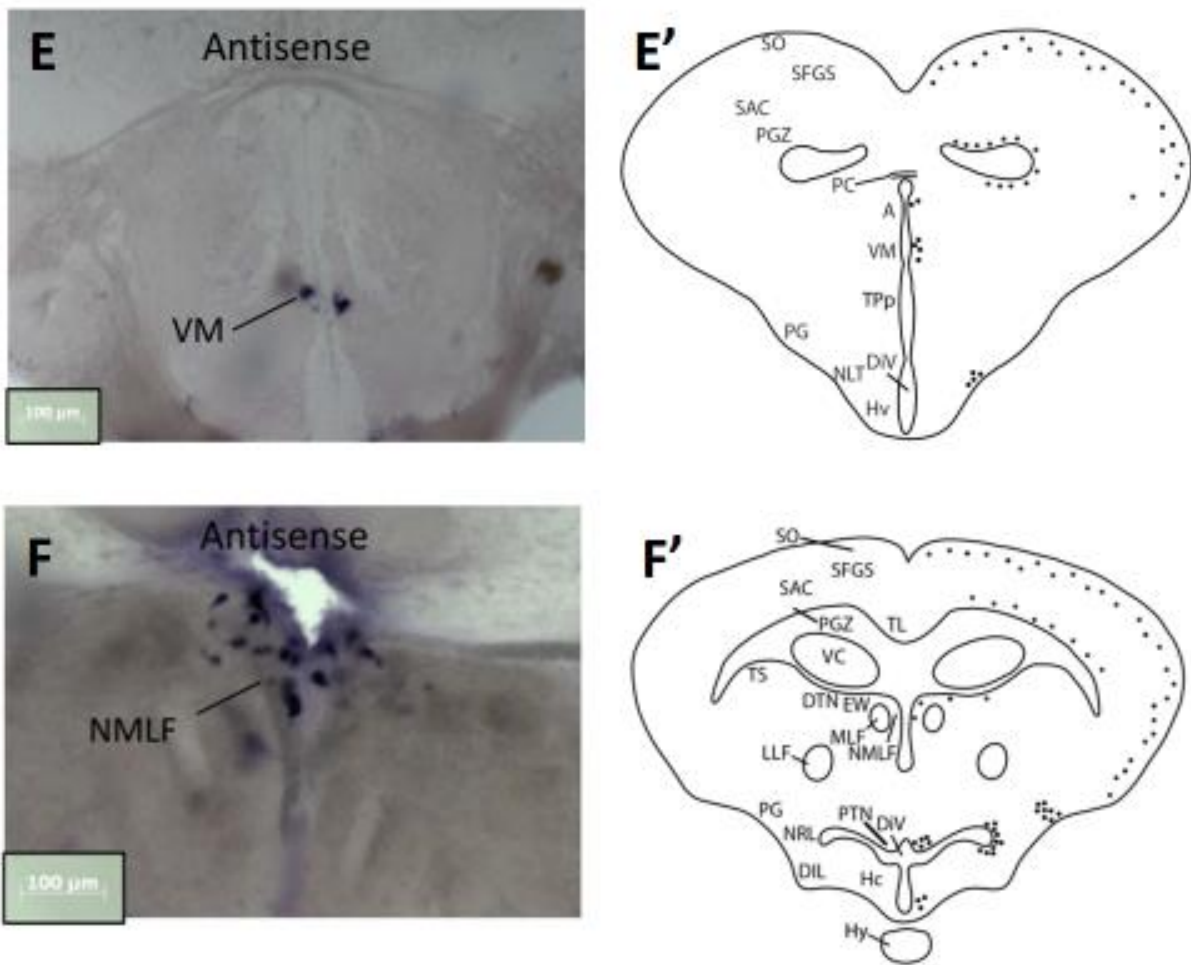 E
Antisense
VM
100 µm
E’
SO
SFGS
SAC
PGZ
PC
A
VM
TPp
PG
DiV
NLT
Hv
F
Antisense
NMLF
100 µm
F’
SO
SFGS
SAC
PGZ
TL
VC
TS
DTN EW
MLF
NMLF
LLF
PG
PTN DiV
NRL
DIL
Hc
Hy